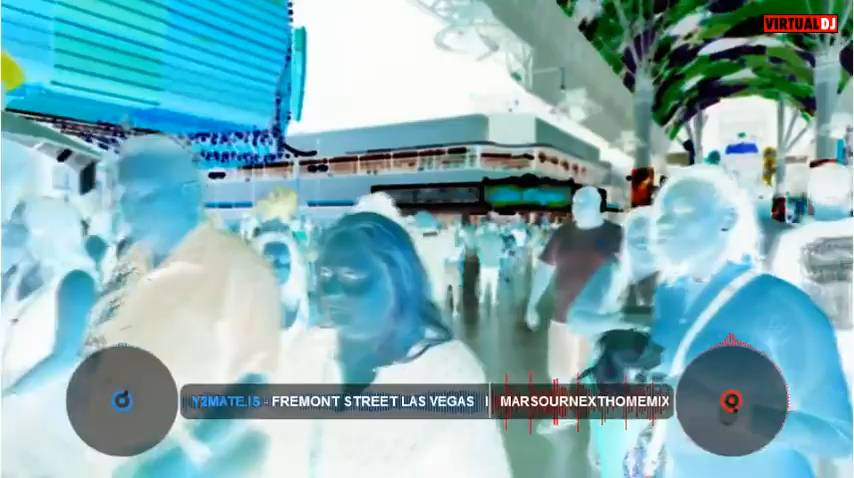 VIRTUALDJ
Y2MATE.IS - FREMONT STREET LAS VEGAS
MARSOURNEXTHOMEMIX